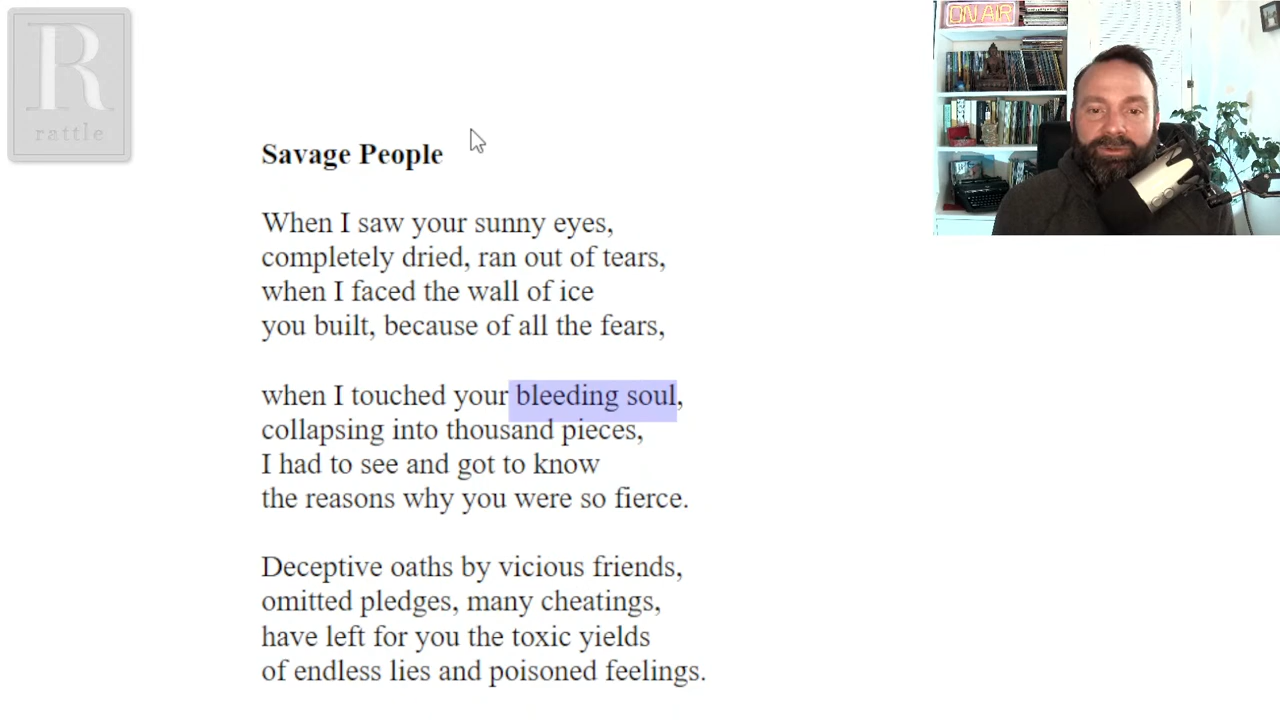 R
rattle
ON AIR
Savage People
When I saw your sunny eyes,
completely dried, ran out of tears,
when I faced the wall of ice
you built, because of all the fears,
when I touched your bleeding soul,
collapsing into thousand pieces,
I had to see and got to know
the reasons why you were so fierce.
Deceptive oaths by vicious friends,
omitted pledges, many cheatings,
have left for you the toxic yields
of endless lies and poisoned feelings.